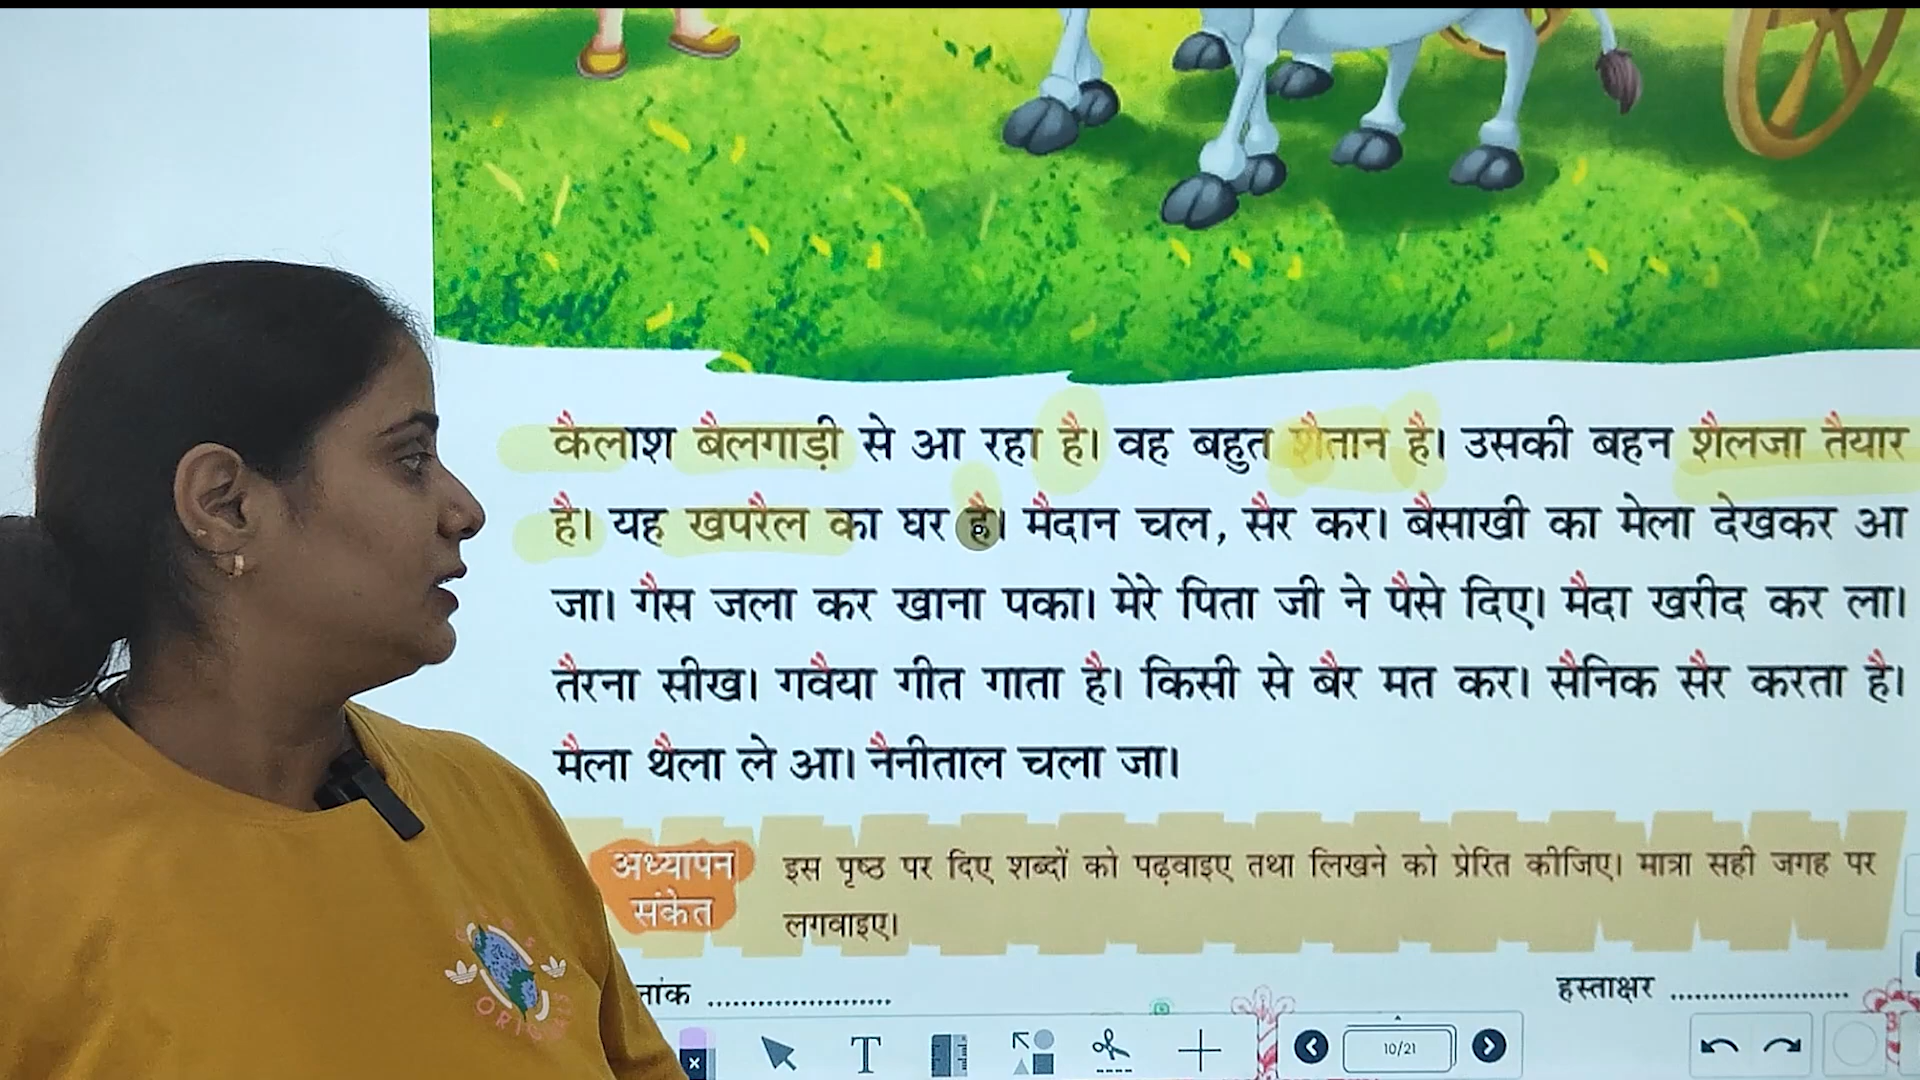 कैलाश बैलगाड़ी से आ रहा है। वह बहुत शैतान है। उसकी बहन शैलजा तैयार
है। यह खपरैल का घर है। मैदान चल, सैर कर। बैसाखी का मेला देखकर आ
जा। गैस जला कर खाना पका। मेरे पिता जी ने पैसे दिए। मैदा खरीद कर ला।
तैरना सीख। गवैया गीत गाता है। किसी से बैर मत कर। सैनिक सैर करता है।
मैला थैला ले आ। नैनीताल चला जा।
अध्यापन
संकेत
इस पृष्ठ पर दिए शब्दों को पढ़वाइए तथा लिखने को प्रेरित कीजिए। मात्रा सही जगह पर
लगवाइए।
नांक ........................ हस्ताक्षर ........................
T
10/21